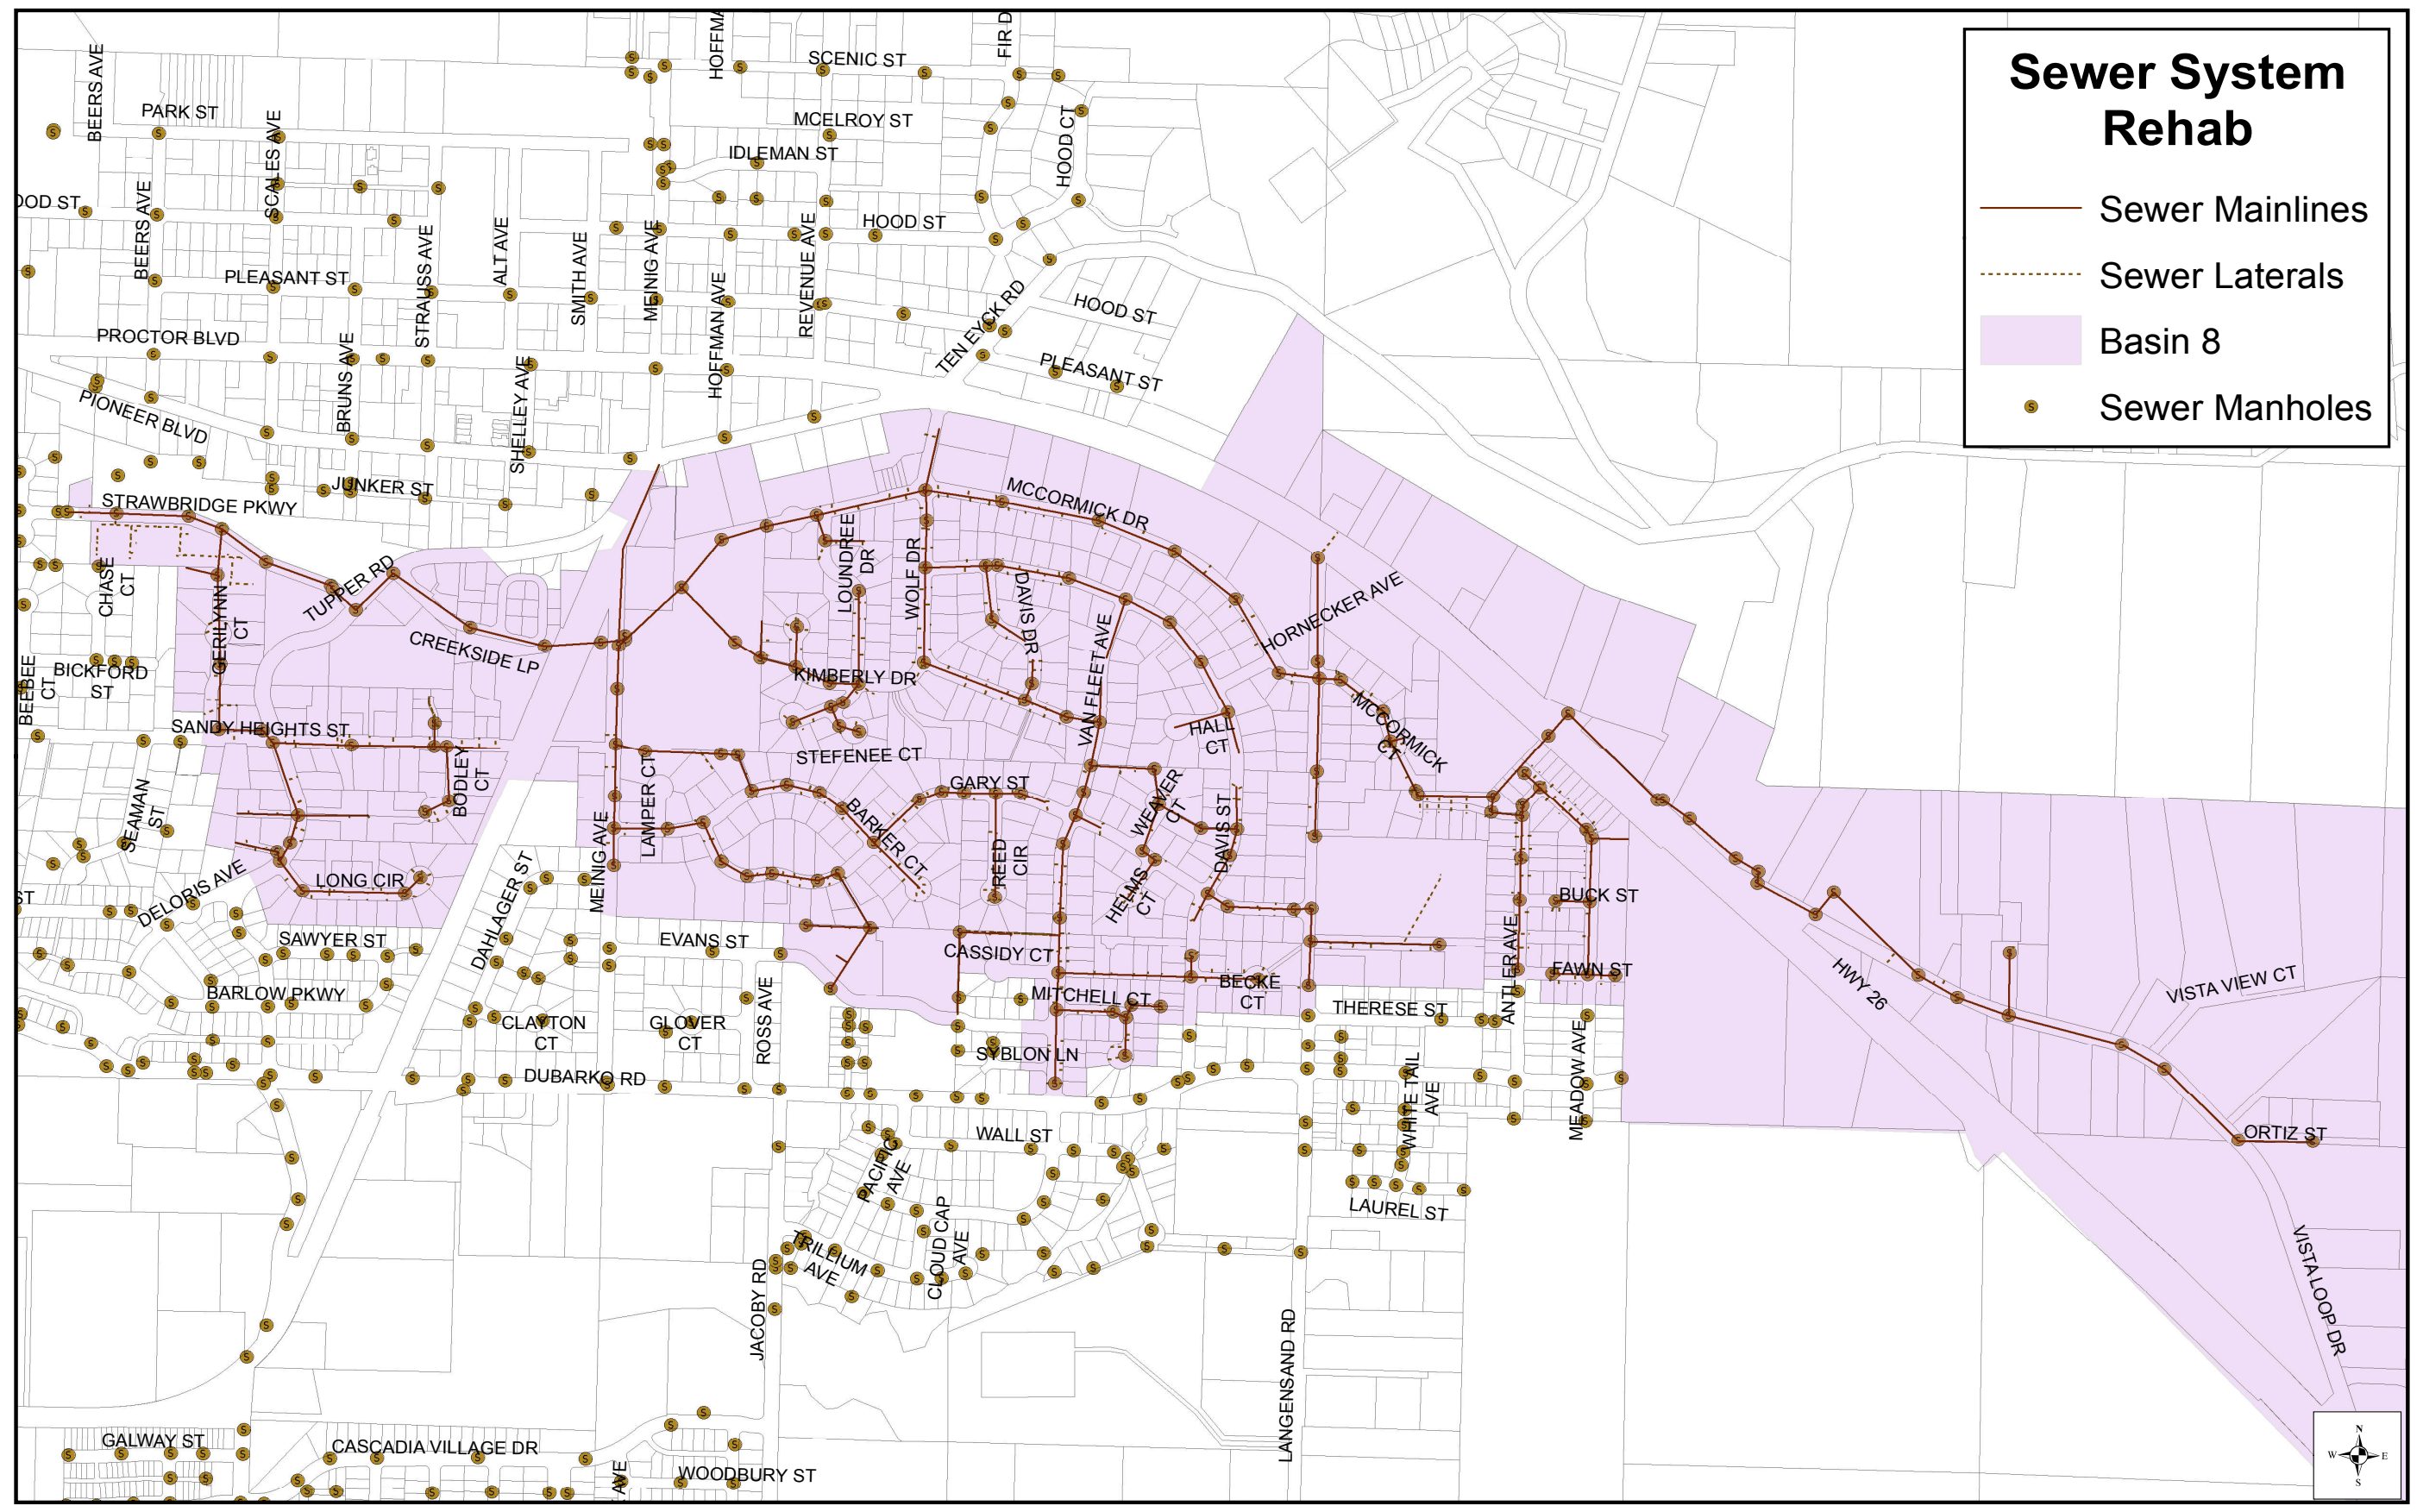 Sewer System
Rehab
Sewer Mainlines
Sewer Laterals
Basin 8
S
Sewer Manholes
SCENIC ST
BEERS AVE
PARK ST
SCALES AVE
MCELROY ST
IDLEMAN ST
HOOD CT
BEERS AVE
HOOD ST
STRAUSS AVE
ALT AVE
SMITH AVE
MEINIG AVE
REVENUE AVE
HOFFMAN AVE
PLEASANT ST
HOOD ST
TEN EYCK RD
PROCTOR BLVD
BRUNS AVE
SHELLEY AVE
PLEASANT ST
PIONEER BLVD
JUNKER ST
STRAWBRIDGE PKWY
MCCORMICK DR
CHASE
CT
TUPPER RD
LOUNDREE
DR
WOLF DR
DAVIS DR
HORNECKER AVE
GERILYNN
CT
CREEKSIDE LP
BEEBEE
CT
BICKFORD
ST
KIMBERLY DR
VAN FLEET AVE
SANDY HEIGHTS ST
HALL
CT
MCCORMICK
CT
BODLEY
CT
LAMPER CT
STEFENEE CT
GARY ST
SEAMAN
ST
BARKER CT
WEAVER
CT
DAVIS ST
MEINIG AVE
REED
CIR
DELORIS AVE
LONG CIR
DAHLAGER ST
HELMS
CT
BUCK ST
SAWYER ST
EVANS ST
CASSIDY CT
ANTLER AVE
FAWN ST
BARLOW PKWY
BECKE
CT
MITCHELL CT
HWY 26
VISTA VIEW CT
CLAYTON
CT
GLOVER
CT
ROSS AVE
THERESE ST
SYBLON LN
DUBARKO RD
WHITE TAIL
AVE
MEADOW AVE
WALL ST
ORTIZ ST
PACIFIC
AVE
CLOUD CAP
AVE
LAUREL ST
TRILLIUM
AVE
JACOBY RD
VISTA LOOP DR
LANGENSAND RD
GALWAY ST
CASCADIA VILLAGE DR
WOODBURY ST
AVE
N
W
E
S